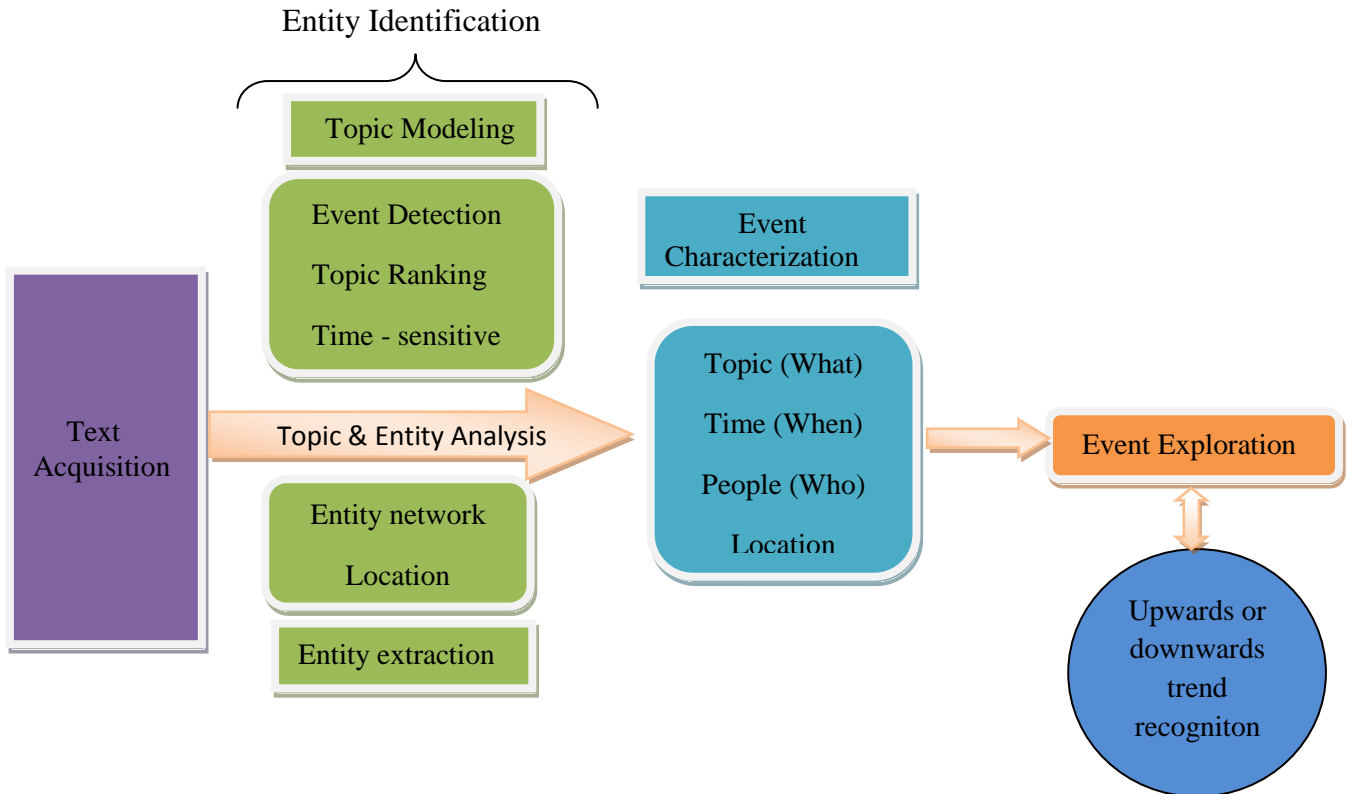 Entity Identification
Topic Modeling
Event Detection
Topic Ranking
Time - sensitive
Event
Characterization
Text
Acquisition
Topic & Entity Analysis
Topic (What)
Time (When)
People (Who)
Location
Event Exploration
Entity network
Location
Entity extraction
Upwards or
downwards
trend
recogniton